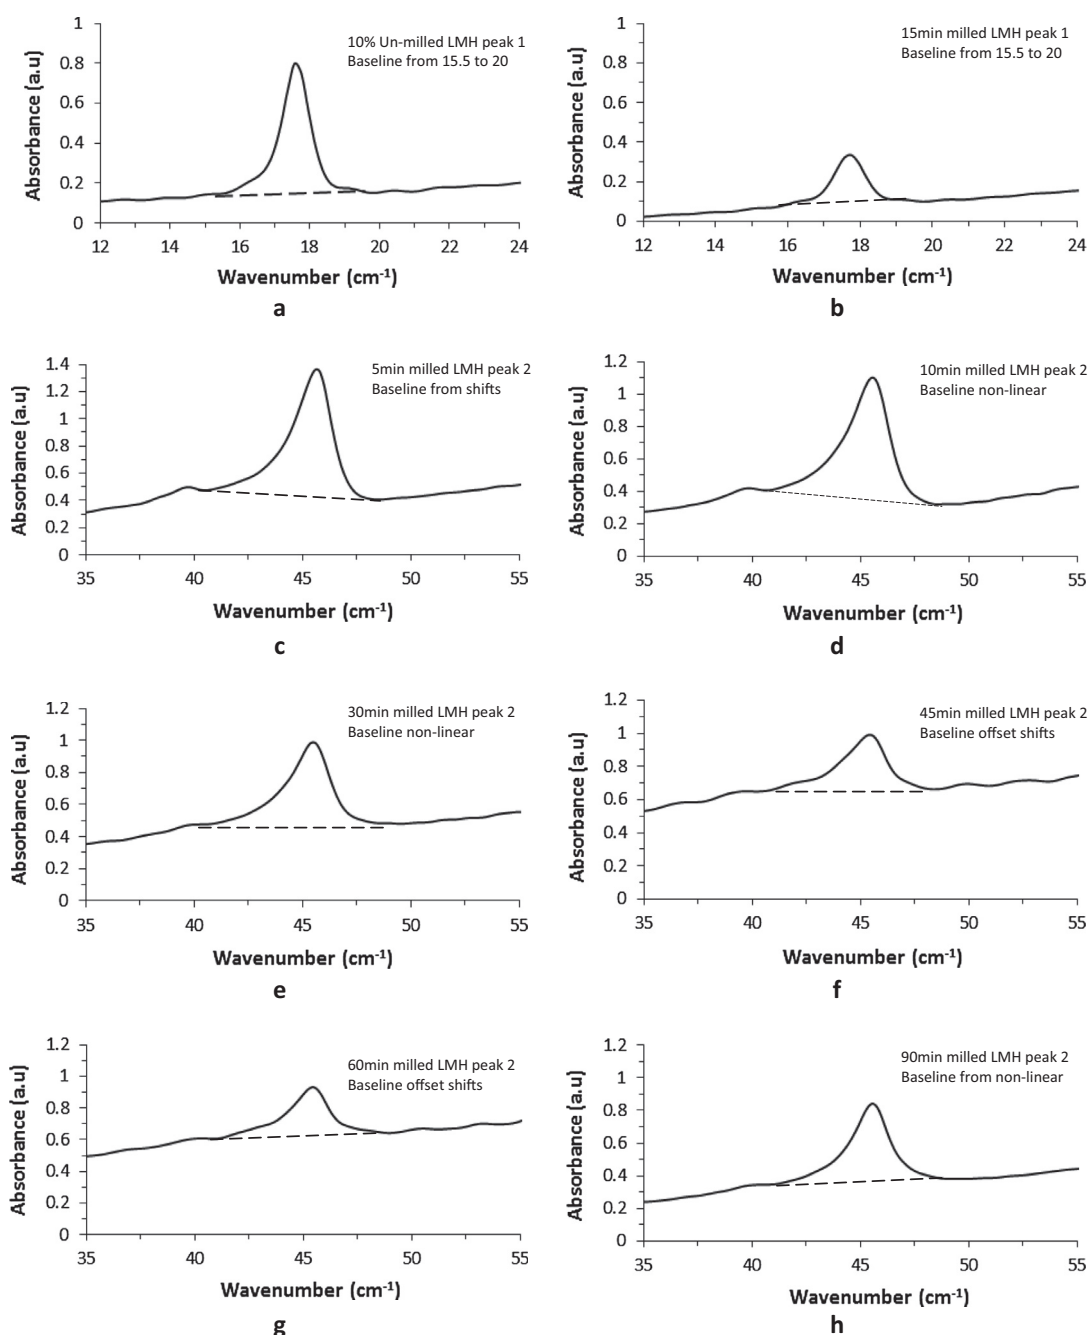 10% Un-milled LMH peak 1
Baseline from 15.5 to 20
Absorbance (a.u)
1
0.8
0.6
0.4
0.2
0
12 14 16 18 20 22 24
Wavenumber (cm-1)
a
15min milled LMH peak 1
Baseline from 15.5 to 20
Absorbance (a.u)
1
0.8
0.6
0.4
0.2
0
12 14 16 18 20 22 24
Wavenumber (cm-1)
b
5min milled LMH peak 2
Baseline from shifts
Absorbance (a.u)
1.4
1.2
1
0.8
0.6
0.4
0.2
0
35 40 45 50 55
Wavenumber (cm-1)
c
10min milled LMH peak 2
Baseline non-linear
Absorbance (a.u)
1.2
1
0.8
0.6
0.4
0.2
0
35 40 45 50 55
Wavenumber (cm-1)
d
30min milled LMH peak 2
Baseline non-linear
Absorbance (a.u)
1.2
1
0.8
0.6
0.4
0.2
0
35 40 45 50 55
Wavenumber (cm-1)
e
45min milled LMH peak 2
Baseline offset shifts
Absorbance (a.u)
1.2
1
0.8
0.6
0.4
0.2
0
35 40 45 50 55
Wavenumber (cm-1)
f
60min milled LMH peak 2
Baseline offset shifts
Absorbance (a.u)
1.2
1
0.8
0.6
0.4
0.2
0
35 40 45 50 55
Wavenumber (cm-1)
g
90min milled LMH peak 2
Baseline from non-linear
Absorbance (a.u)
1.2
1
0.8
0.6
0.4
0.2
0
35 40 45 50 55
Wavenumber (cm-1)
h